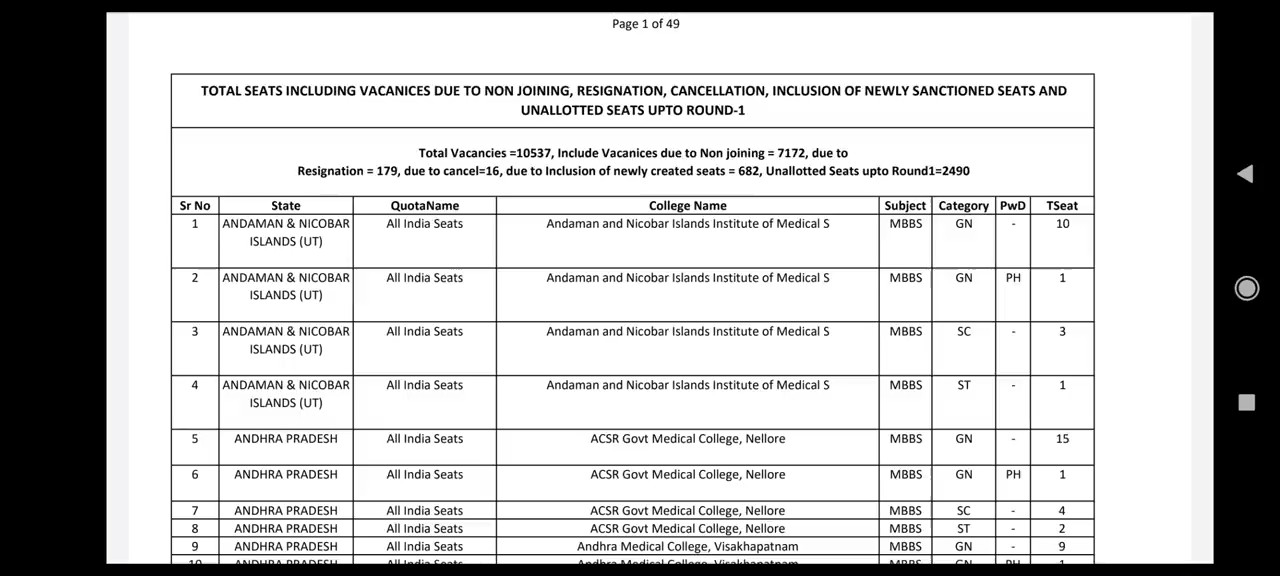 Page 1 of 49
TOTAL SEATS INCLUDING VACANICES DUE TO NON JOINING, RESIGNATION, CANCELLATION, INCLUSION OF NEWLY SANCTIONED SEATS AND
UNALLOTTED SEATS UPTO ROUND-1
Total Vacancies =10537, Include Vacanices due to Non joining = 7172, due to
Resignation = 179, due to cancel=16, due to Inclusion of newly created seats = 682, Unallotted Seats upto Round1=2490
Sr No State QuotaName College Name Subject Category PwD TSeat
1 ANDAMAN & NICOBAR All India Seats Andaman and Nicobar Islands Institute of Medical S MBBS GN - 10
ISLANDS (UT)
2 ANDAMAN & NICOBAR All India Seats Andaman and Nicobar Islands Institute of Medical S MBBS GN PH 1
ISLANDS (UT)
3 ANDAMAN & NICOBAR All India Seats Andaman and Nicobar Islands Institute of Medical S MBBS SC - 3
ISLANDS (UT)
4 ANDAMAN & NICOBAR All India Seats Andaman and Nicobar Islands Institute of Medical S MBBS ST - 1
ISLANDS (UT)
5 ANDHRA PRADESH All India Seats ACSR Govt Medical College, Nellore MBBS GN - 15
6 ANDHRA PRADESH All India Seats ACSR Govt Medical College, Nellore MBBS GN PH 1
7 ANDHRA PRADESH All India Seats ACSR Govt Medical College, Nellore MBBS SC - 4
8 ANDHRA PRADESH All India Seats ACSR Govt Medical College, Nellore MBBS ST - 2
9 ANDHRA PRADESH All India Seats Andhra Medical College, Visakhapatnam MBBS GN - 9
10 ANDHRA PRADESH All India Seats Andhra Medical College, Visakhapatnam MBBS GN PH 1